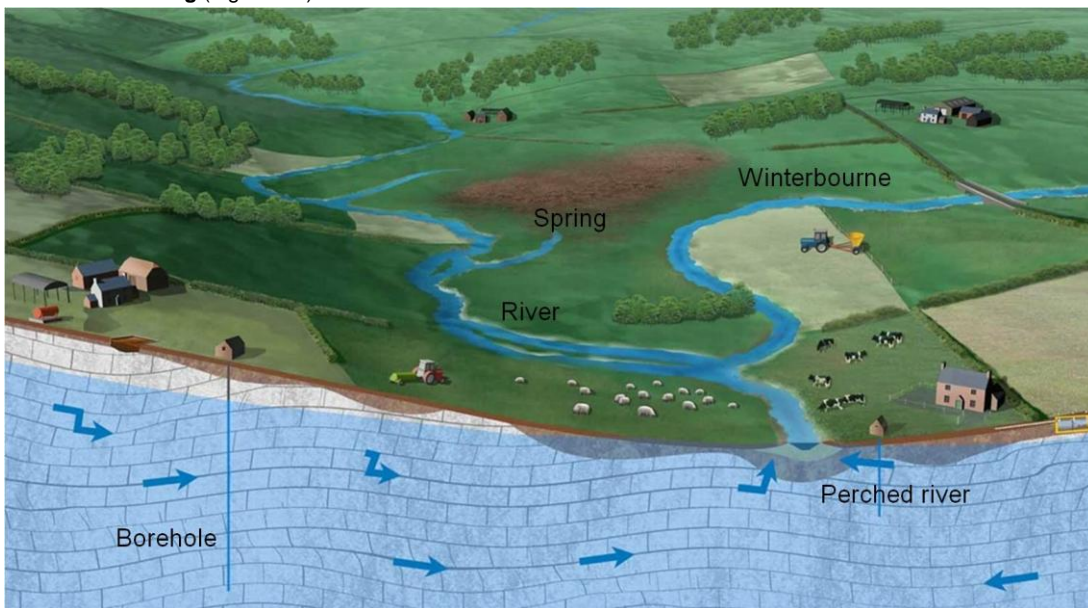 Winterbourne
Spring
River
Perched river
Borehole